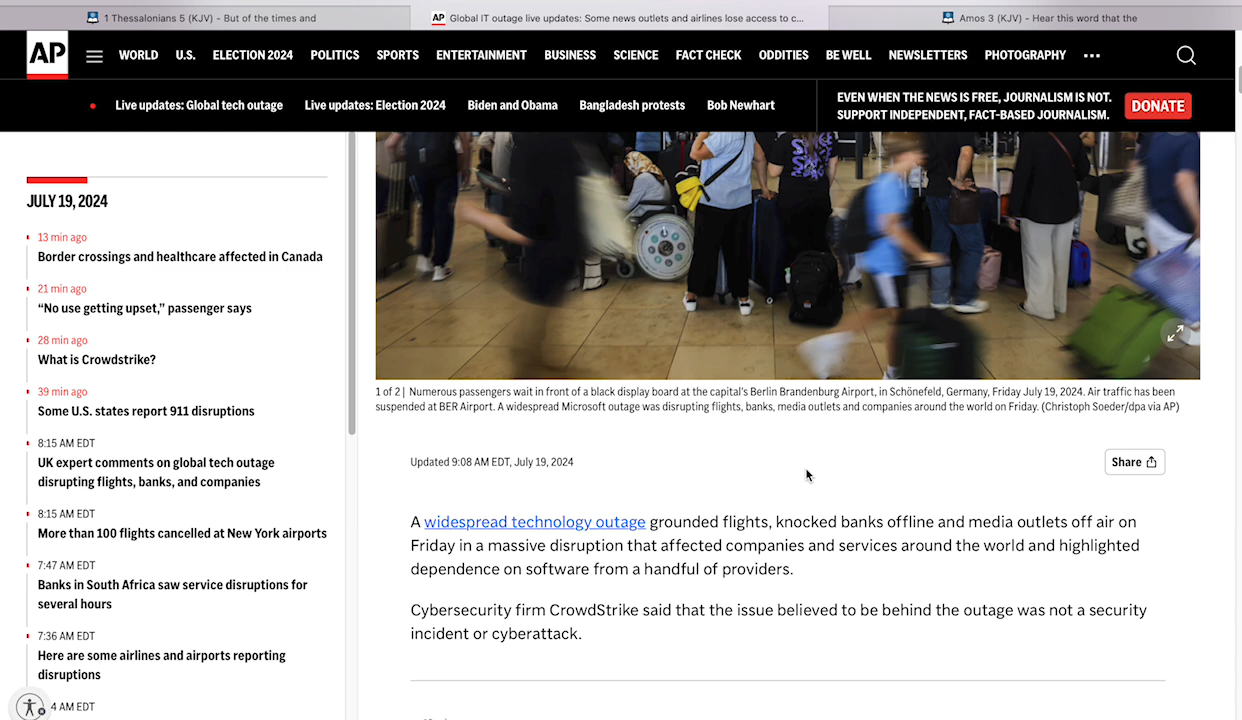 1 Thessalonians 5 (KJV) - But of the times and
AP Global IT outage live updates: Some news outlets and airlines lose access to c...
Amos 3 (KJV) - Hear this word that the
AP
WORLD U.S. ELECTION 2024 POLITICS SPORTS ENTERTAINMENT BUSINESS SCIENCE FACT CHECK ODDITIES BE WELL NEWSLETTERS PHOTOGRAPHY •••
Live updates: Global tech outage Live updates: Election 2024 Biden and Obama Bangladesh protests Bob Newhart
EVEN WHEN THE NEWS IS FREE, JOURNALISM IS NOT.
SUPPORT INDEPENDENT, FACT-BASED JOURNALISM.
DONATE
JULY 19, 2024
13 min ago
Border crossings and healthcare affected in Canada
21 min ago
“No use getting upset,” passenger says
28 min ago
What is Crowdstrike?
39 min ago
Some U.S. states report 911 disruptions
8:15 AM EDT
UK expert comments on global tech outage
disrupting flights, banks, and companies
8:15 AM EDT
More than 100 flights cancelled at New York airports
7:47 AM EDT
Banks in South Africa saw service disruptions for
several hours
7:36 AM EDT
Here are some airlines and airports reporting
disruptions
4 AM EDT
1 of 2 | Numerous passengers wait in front of a black display board at the capital's Berlin Brandenburg Airport, in Schönefeld, Germany, Friday July 19, 2024. Air traffic has been
suspended at BER Airport. A widespread Microsoft outage was disrupting flights, banks, media outlets and companies around the world on Friday. (Christoph Soeder/dpa via AP)
Updated 9:08 AM EDT, July 19, 2024
Share
A widespread technology outage grounded flights, knocked banks offline and media outlets off air on
Friday in a massive disruption that affected companies and services around the world and highlighted
dependence on software from a handful of providers.
Cybersecurity firm CrowdStrike said that the issue believed to be behind the outage was not a security
incident or cyberattack.